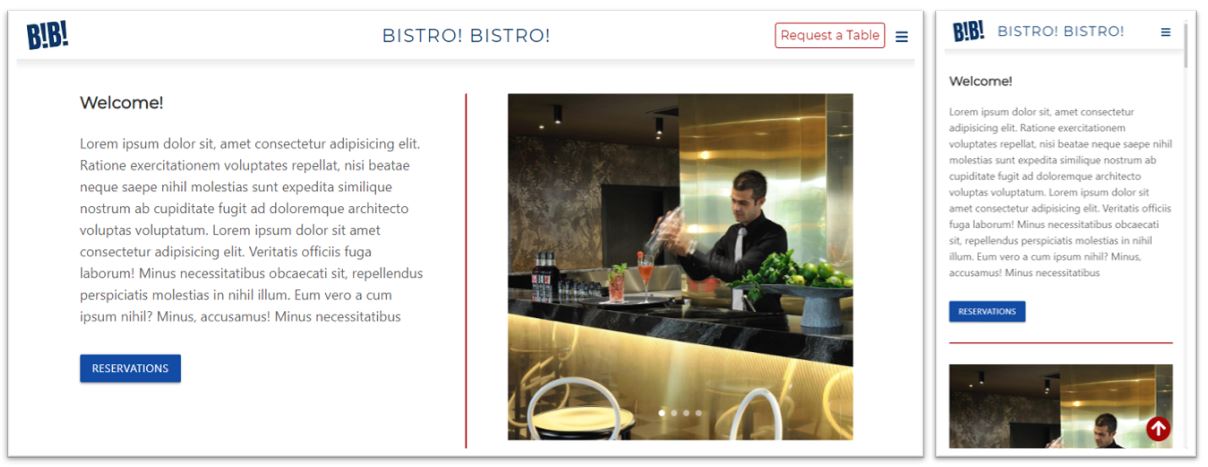 B!B!
BISTRO! BISTRO!
Request a Table
Welcome!
Lorem ipsum dolor sit, amet consectetur adipisicing elit.
Ratione exercitationem voluptates repellat, nisi beatae
neque saepe nihil molestias sunt expedita similique
nostrum ab cupiditate fugit ad doloremque architecto
voluptas voluptatum. Lorem ipsum dolor sit amet
consectetur adipisicing elit. Veritatis officiis fuga
laborum! Minus necessitatibus obcaecati sit, repellendus
perspiciatis molestias in nihil illum. Eum vero a cum
ipsum nihil? Minus, accusamus! Minus necessitatibus
RESERVATIONS
B!B!
BISTRO! BISTRO!
Welcome!
Lorem ipsum dolor sit, amet consectetur
adipisicing elit. Ratione exercitationem
voluptates repellat, nisi beatae neque saepe nihil
molestias sunt expedita similique nostrum ab
cupiditate fugit ad doloremque architecto
voluptas voluptatum. Lorem ipsum dolor sit
amet consectetur adipisicing elit. Veritatis officiis
fuga laborum! Minus necessitatibus obcaecati
sit, repellendus perspiciatis molestias in nihil
illum. Eum vero a cum ipsum nihil? Minus,
accusamus! Minus necessitatibus
RESERVATIONS